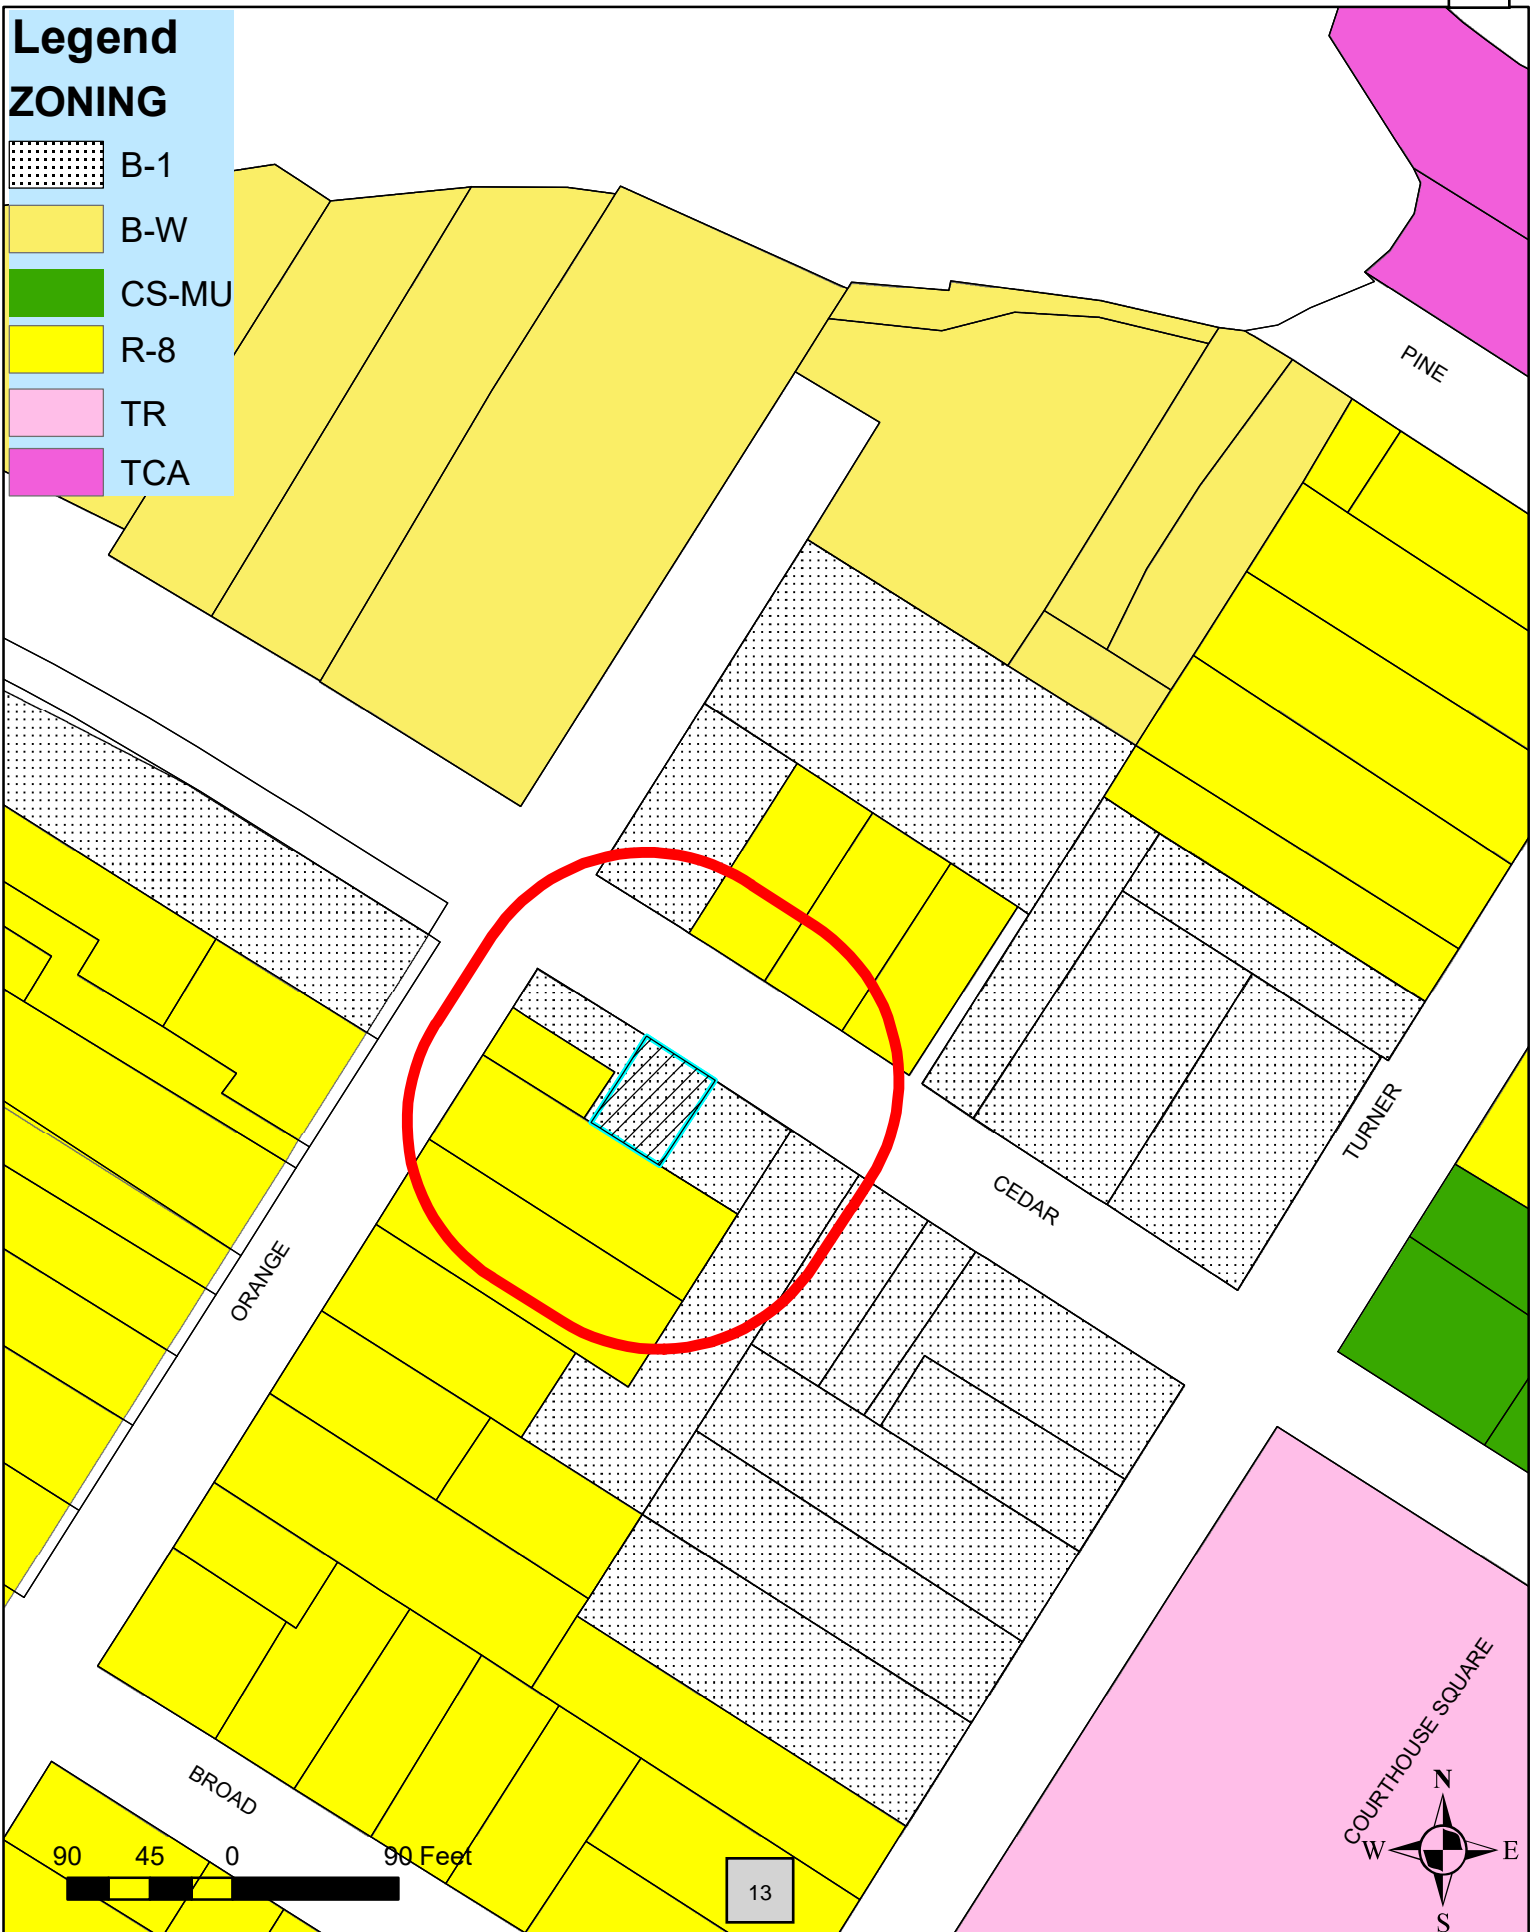 Legend
ZONING
B-1
B-W
CS-MU
R-8
TR
TCA
PINE
TURNER
CEDAR
ORANGE
COURTHOUSE SQUARE
BROAD
N
W E
S
90 45 0 90 Feet
13